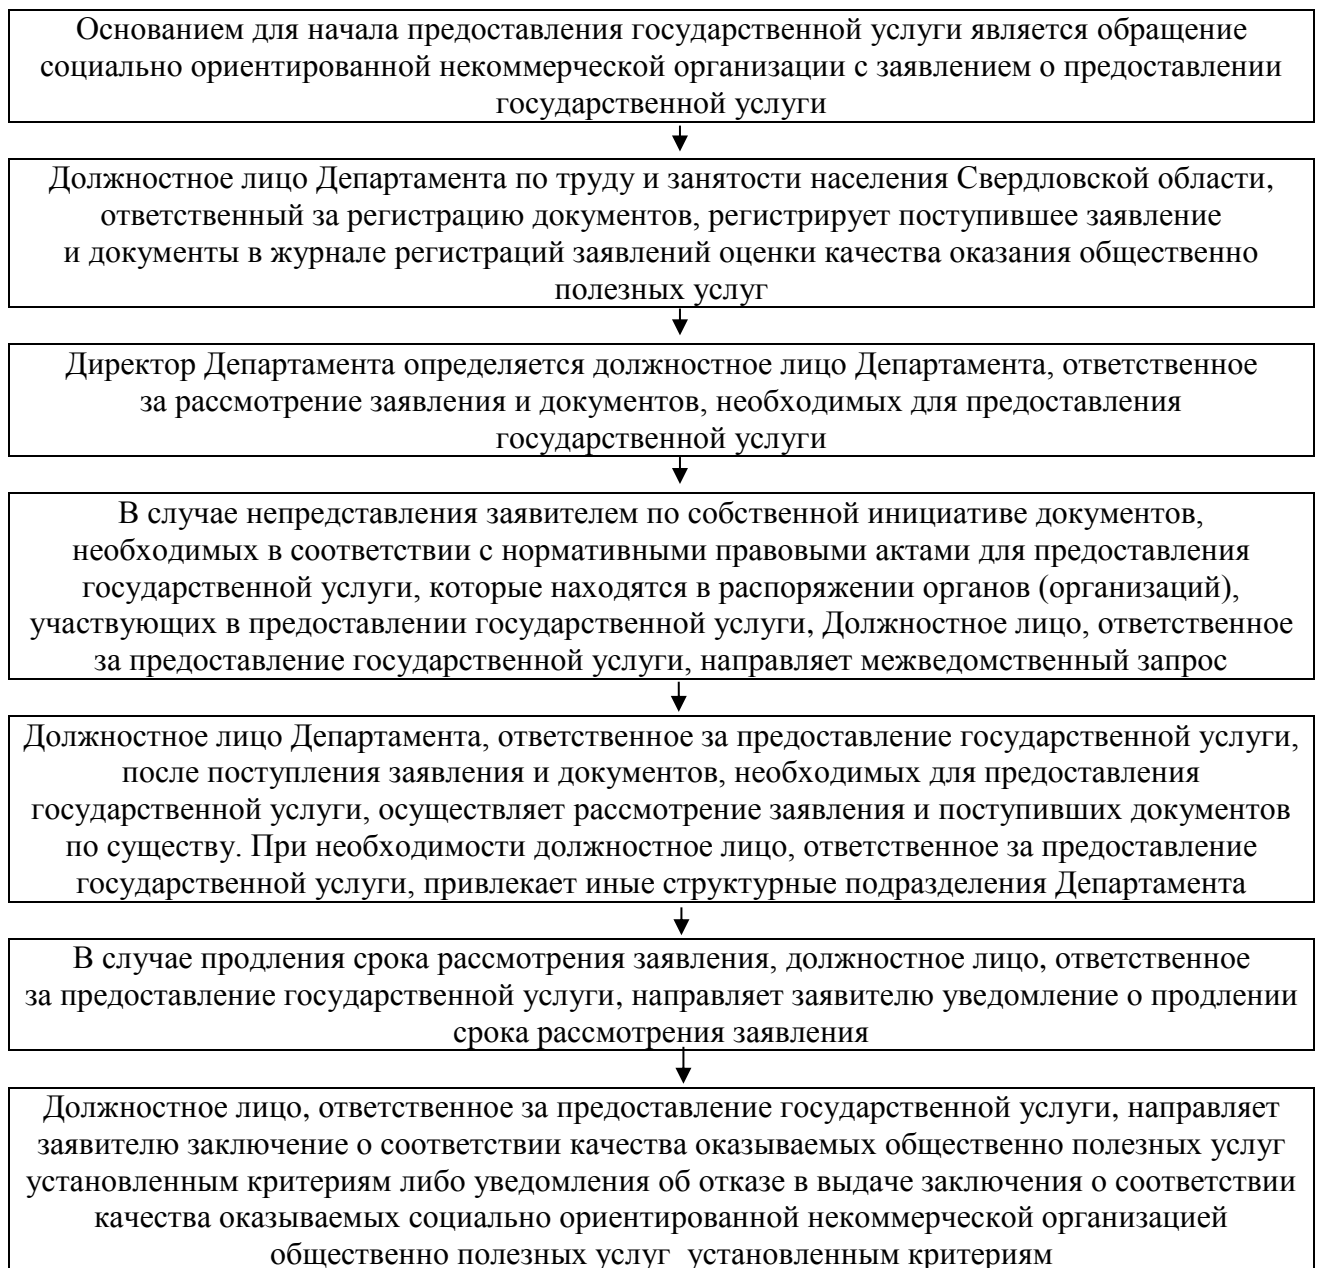 Основанием для начала предоставления государственной услуги является обращение
социально ориентированной некоммерческой организации с заявлением о предоставлении
государственной услуги
Должностное лицо Департамента по труду и занятости населения Свердловской области,
ответственный за регистрацию документов, регистрирует поступившее заявление
и документы в журнале регистраций заявлений оценки качества оказания общественно
полезных услуг
Директор Департамента определяется должностное лицо Департамента, ответственное
за рассмотрение заявления и документов, необходимых для предоставления
государственной услуги
В случае непредставления заявителем по собственной инициативе документов,
необходимых в соответствии с нормативными правовыми актами для предоставления
государственной услуги, которые находятся в распоряжении органов (организаций),
участвующих в предоставлении государственной услуги, Должностное лицо, ответственное
за предоставление государственной услуги, направляет межведомственный запрос
Должностное лицо Департамента, ответственное за предоставление государственной услуги,
после поступления заявления и документов, необходимых для предоставления
государственной услуги, осуществляет рассмотрение заявления и поступивших документов
по существу. При необходимости должностное лицо, ответственное за предоставление
государственной услуги, привлекает иные структурные подразделения Департамента
В случае продления срока рассмотрения заявления, должностное лицо, ответственное
за предоставление государственной услуги, направляет заявителю уведомление о продлении
срока рассмотрения заявления
Должностное лицо, ответственное за предоставление государственной услуги, направляет
заявителю заключение о соответствии качества оказываемых общественно полезных услуг
установленным критериям либо уведомления об отказе в выдаче заключения о соответствии
качества оказываемых социально ориентированной некоммерческой организацией
общественно полезных услуг установленным критериям